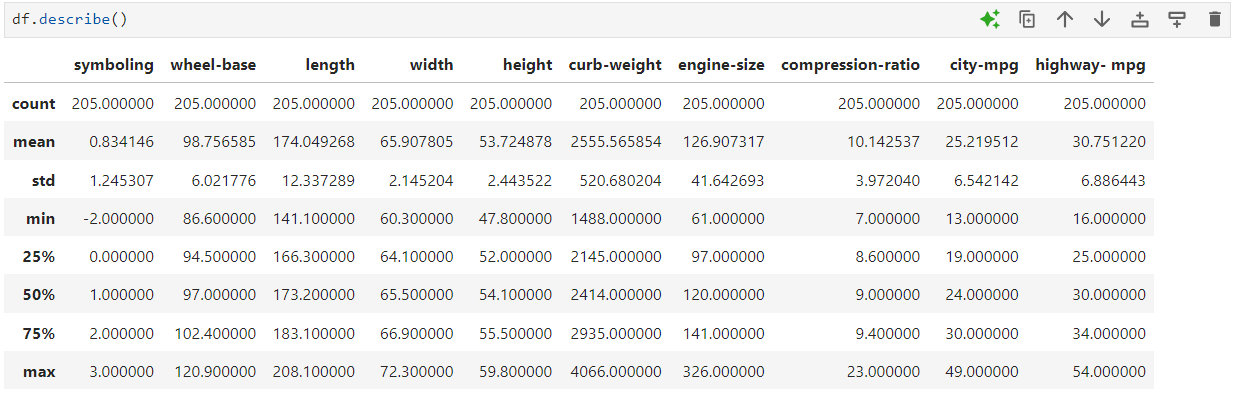 df.describe()
symboling wheel-base length width height curb-weight engine-size compression-ratio city-mpg highway- mpg
count 205.000000 205.000000 205.000000 205.000000 205.000000 205.000000 205.000000 205.000000 205.000000 205.000000
mean 0.834146 98.756585 174.049268 65.907805 53.724878 2555.565854 126.907317 10.142537 25.219512 30.751220
std 1.245307 6.021776 12.337289 2.145204 2.443522 520.680204 41.642693 3.972040 6.542142 6.886443
min -2.000000 86.600000 141.100000 60.300000 47.800000 1488.000000 61.000000 7.000000 13.000000 16.000000
25% 0.000000 94.500000 166.300000 64.100000 52.000000 2145.000000 97.000000 8.600000 19.000000 25.000000
50% 1.000000 97.000000 173.200000 65.500000 54.100000 2414.000000 120.000000 9.000000 24.000000 30.000000
75% 2.000000 102.400000 183.100000 66.900000 55.500000 2935.000000 141.000000 9.400000 30.000000 34.000000
max 3.000000 120.900000 208.100000 72.300000 59.800000 4066.000000 326.000000 23.000000 49.000000 54.000000